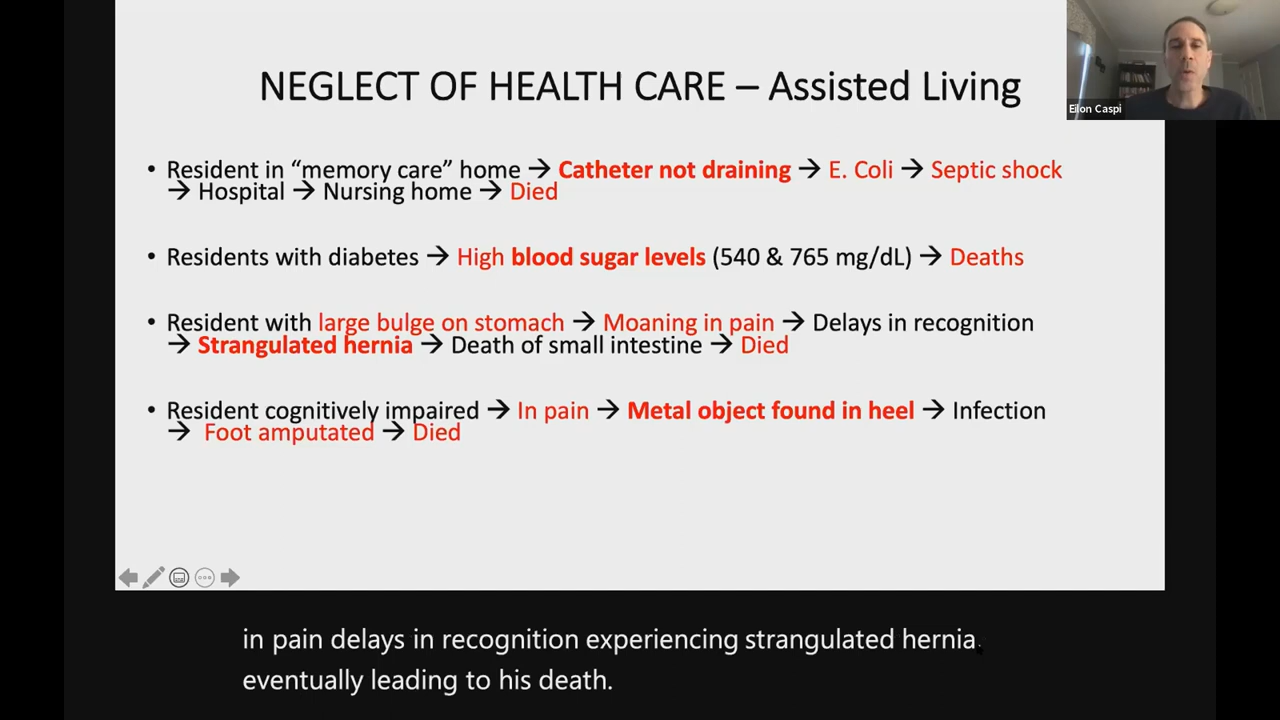 NEGLECT OF HEALTH CARE – Assisted Living
Eilon Caspi
• Resident in “memory care” home → Catheter not draining → E. Coli → Septic shock
→ Hospital → Nursing home → Died
• Residents with diabetes → High blood sugar levels (540 & 765 mg/dL) → Deaths
• Resident with large bulge on stomach → Moaning in pain → Delays in recognition
→ Strangulated hernia → Death of small intestine → Died
• Resident cognitively impaired → In pain → Metal object found in heel → Infection
→ Foot amputated → Died
in pain delays in recognition experiencing strangulated hernia.
eventually leading to his death.